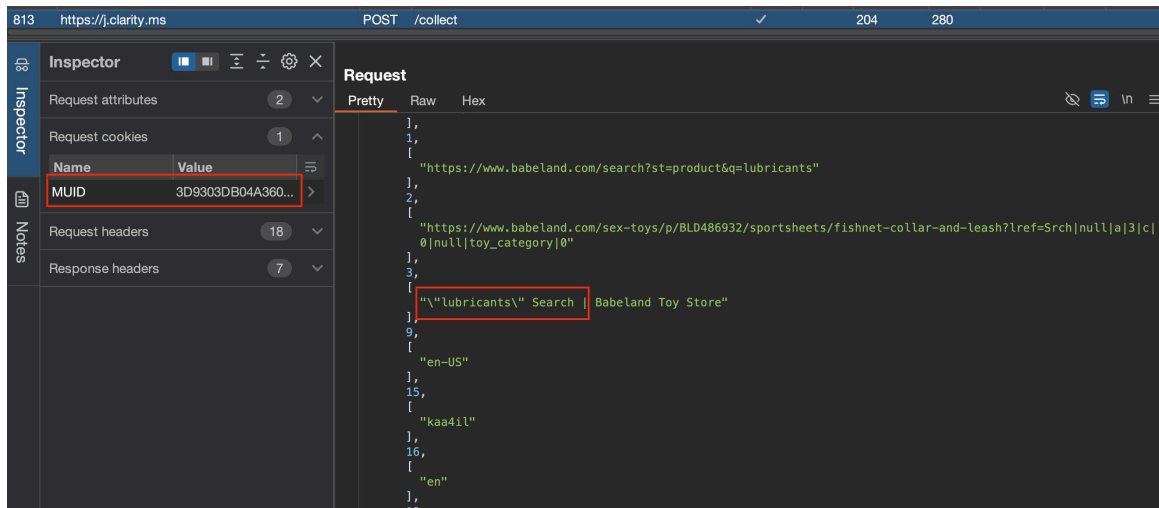 813 https://j.clarity.ms POST /collect ✓ 204 280
Inspector
Notes
Inspector
Request attributes 2
Request cookies 1
Name Value
MUID 3D9303DB04A360...
Request headers 18
Response headers 7
Request
Pretty Raw Hex
\n
],
1,
[
"https://www.babeland.com/search?st=product&q=lubricants"
],
2,
[
"https://www.babeland.com/sex-toys/p/BLD486932/sportsheets/fishnet-collar-and-leash?lref=Srch|null|a|3|c|
0|null|toy_category|0"
],
3,
[
"\"lubricants\" Search | Babeland Toy Store"
],
9,
[
"en-US"
],
15,
[
"kaa4il"
],
16,
[
"en"
],